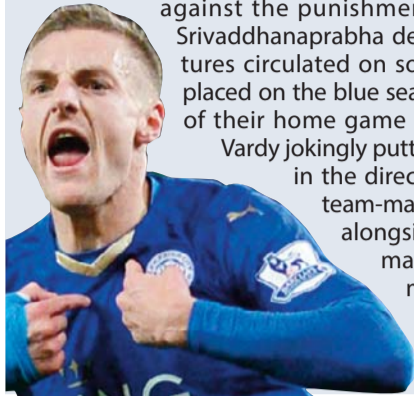 against the punishmen
Srivaddhanaprabha de
tures circulated on so
placed on the blue sea
of their home game
Vardy jokingly putt
in the direc
team-ma
alongsi
ma